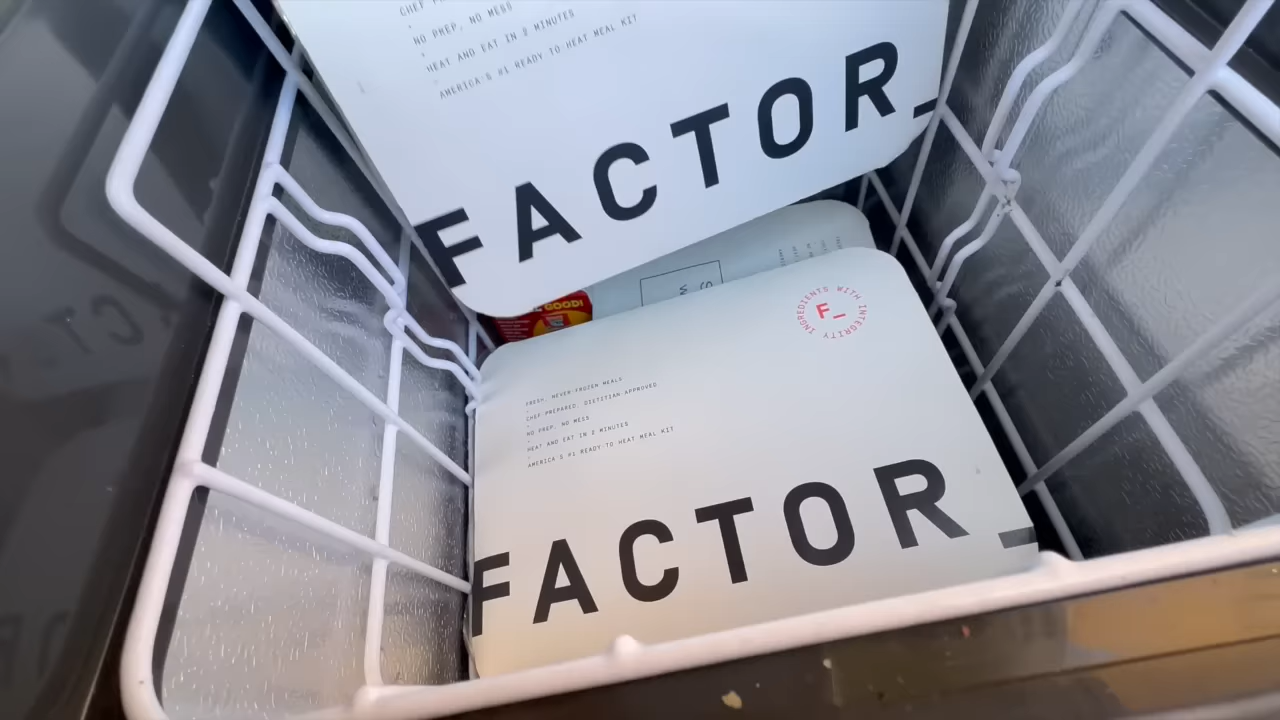 CHEF
NO PREP, NO MESS
HEAT AND EAT IN 2 MINUTES
AMERICA'S #1 READY TO HEAT MEAL KIT
FACTOR_
GOOD!
INGREDIENTS WITH INTEGRITY
F_
FRESH, NEVER-FROZEN MEALS
CHEF-PREPARED, DIETITIAN-APPROVED
NO PREP, NO MESS
HEAT AND EAT IN 2 MINUTES
AMERICA'S #1 READY-TO-HEAT MEAL KIT
FACTOR_